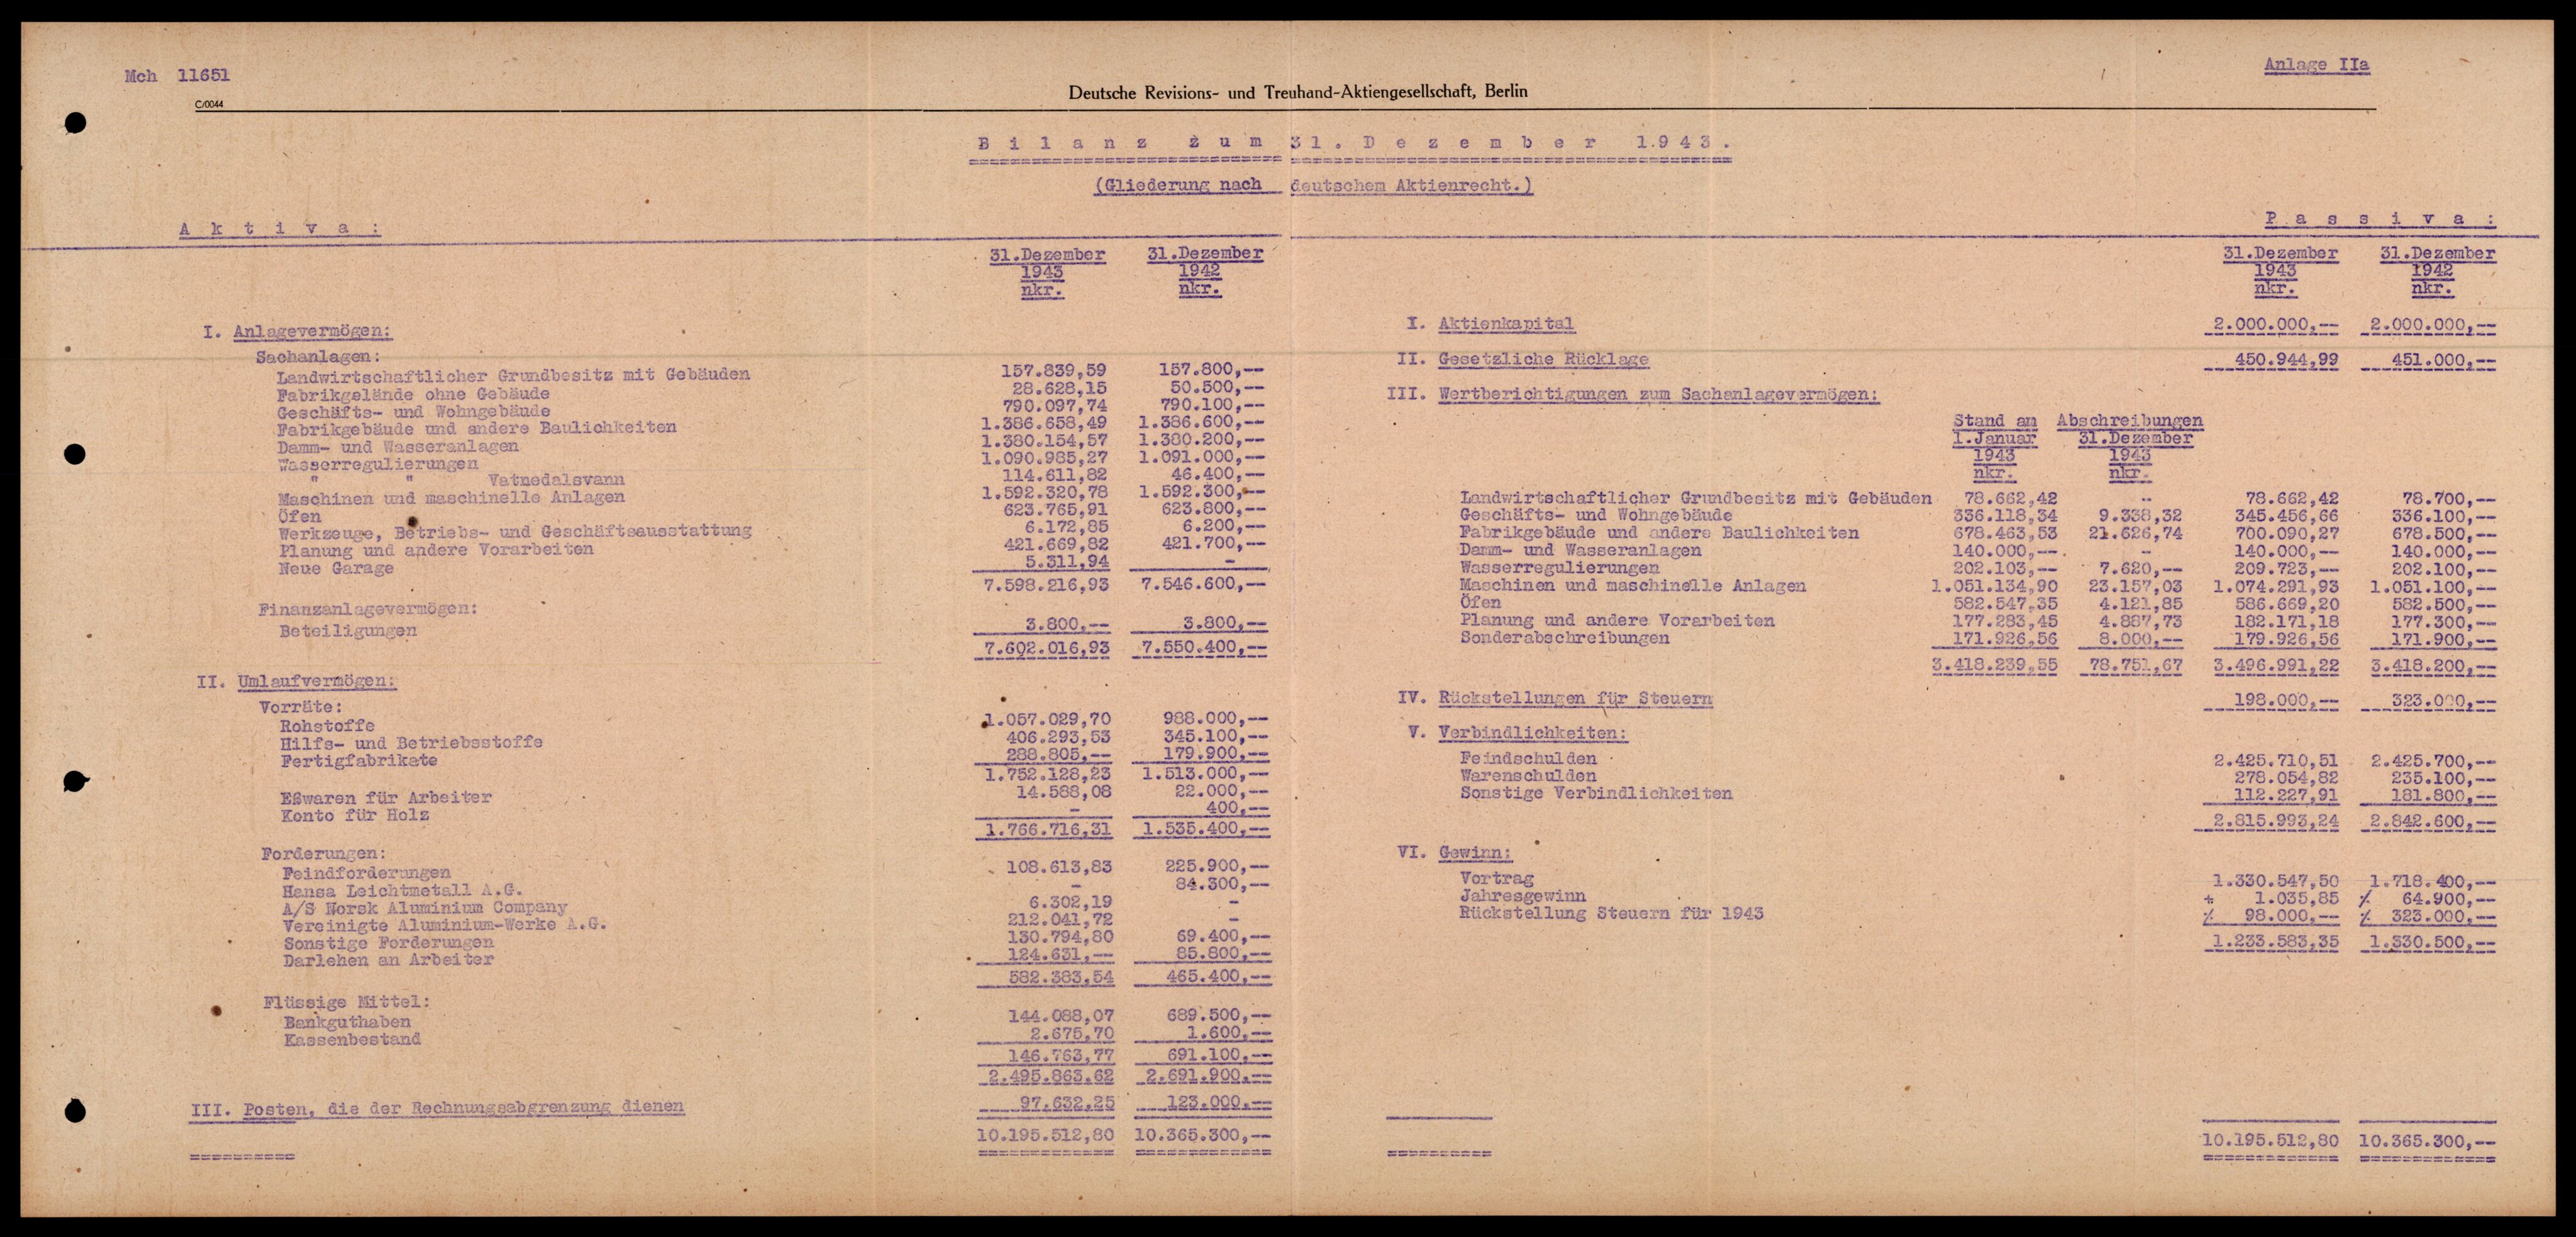 Mch 11651
Anlage IIa
C/0044
Deutsche Revisions- und Treuhand-Aktiengesellschaft, Berlin
Bilanz zum 31. Dezember 1943.
(Gliederung nach deutschem Aktienrecht.)
Aktiva:
31.Dezember 31.Dezember
1943 1942
nkr. nkr.
I. Anlagevermögen:
Sachanlagen:
Landwirtschaftlicher Grundbesitz mit Gebäuden 157.839,59 157.800,--
Fabrikgelände ohne Gebäude 28.628,15 50.500,--
Geschäfts- und Wohngebäude 790.097,74 790.100,--
Fabrikgebäude und andere Baulichkeiten 1.386.658,49 1.386.600,--
Damm- und Wasseranlagen 1.380.154,57 1.380.200,--
Wasserregulierungen 1.090.985,27 1.091.000,--
" " Vatnedalsvann 114.611,82 46.400,--
Maschinen und maschinelle Anlagen 1.592.320,78 1.592.300,--
Öfen 623.765,91 623.800,--
Werkzeuge, Betriebs- und Geschäftsausstattung 6.172,85 6.200,--
Planung und andere Vorarbeiten 421.669,82 421.700,--
Neue Garage 5.311,94 -
7.598.216,93 7.546.600,--
Finanzanlagevermögen:
Beteiligungen 3.800,-- 3.800,--
7.602.016,93 7.550.400,--
II. Umlaufvermögen:
Vorräte:
Rohstoffe 1.057.029,70 988.000,--
Hilfs- und Betriebsstoffe 406.293,53 345.100,--
Fertigfabrikate 288.805,-- 179.900,--
1.752.128,23 1.513.000,--
Eßwaren für Arbeiter 14.588,08 22.000,--
Konto für Holz - 400,--
1.766.716,31 1.535.400,--
Forderungen:
Feindforderungen 108.613,83 225.900,--
Hansa Leichtmetall A.G. - 84.300,--
A/S Norsk Aluminium Company 6.302,19 -
Vereinigte Aluminium-Werke A.G. 212.041,72 -
Sonstige Forderungen 130.794,80 69.400,--
Darlehen an Arbeiter 124.631,-- 85.800,--
582.383,54 465.400,--
Flüssige Mittel:
Bankguthaben 144.088,07 689.500,--
Kassenbestand 2.675,70 1.600,--
146.763,77 691.100,--
2.495.863,62 2.691.900,--
III. Posten, die der Rechnungsabgrenzung dienen 97.632,25 123.000,--
10.195.512,80 10.365.300,--
Passiva:
31.Dezember 31.Dezember
1943 1942
nkr. nkr.
I. Aktienkapital 2.000.000,-- 2.000.000,--
II. Gesetzliche Rücklage 450.944,99 451.000,--
III. Wertberichtigungen zum Sachanlagevermögen:
Stand am Abschreibungen
1.Januar 31.Dezember
1943 1943
nkr. nkr.
Landwirtschaftlicher Grundbesitz mit Gebäuden 78.662,42 -- 78.662,42 78.700,--
Geschäfts- und Wohngebäude 336.118,34 9.338,32 345.456,66 336.100,--
Fabrikgebäude und andere Baulichkeiten 678.463,53 21.626,74 700.090,27 678.500,--
Damm- und Wasseranlagen 140.000,--. - 140.000,-- 140.000,--
Wasserregulierungen 202.103,-- 7.620,-- 209.723,-- 202.100,--
Maschinen und maschinelle Anlagen 1.051.134,90 23.157,03 1.074.291,93 1.051.100,--
Öfen 582.547,35 4.121,85 586.669,20 582.500,--
Planung und andere Vorarbeiten 177.283,45 4.887,73 182.171,18 177.300,--
Sonderabschreibungen 171.926,56 8.000,-- 179.926,56 171.900,--
3.418.239,55 78.751,67 3.496.991,22 3.418.200,--
IV. Rückstellungen für Steuern 198.000,-- 323.000,--
V. Verbindlichkeiten:
Feindschulden 2.425.710,51 2.425.700,--
Warenschulden 278.054,82 235.100,--
Sonstige Verbindlichkeiten 112.227,91 181.800,--
2.815.993,24 2.842.600,--
VI. Gewinn:
Vortrag 1.330.547,50 1.718.400,--
Jahresgewinn + 1.035,85 ⁒ 64.900,--
Rückstellung Steuern für 1943 ⁒ 98.000,-- ⁒ 323.000,--
1.233.583,35 1.330.500,--
10.195.512,80 10.365.300,--